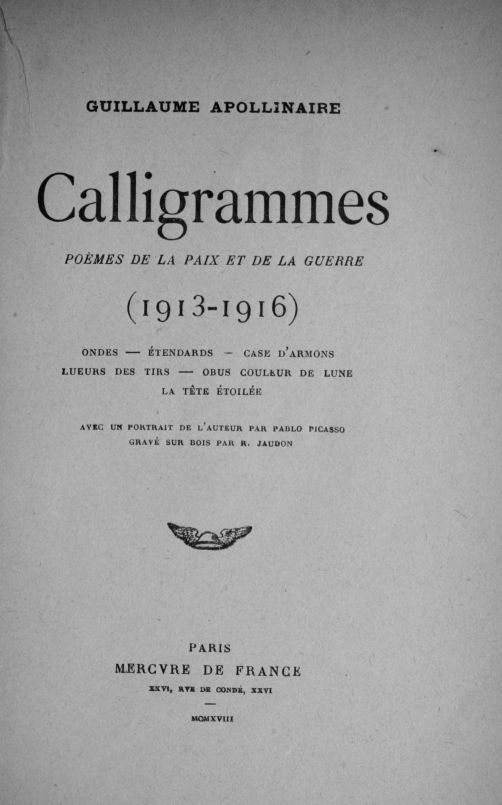 GUILLAUME APOLLINAIRE
Calligrammes
POÈMES DE LA PAIX ET DE LA GUERRE
(1913-1916)
ONDES — ÉTENDARDS — CASE D'ARMONS
LUEURS DES TIRS — OBUS COULEUR DE LUNE
LA TÊTE ÉTOILÉE
AVEC UN PORTRAIT DE L'AUTEUR PAR PABLO PICASSO
GRAVÉ SUR BOIS PAR R. JAUDON
PARIS
MERCVRE DE FRANCE
XXVI, RVE DE CONDÉ, XXVI
—
MCMXVIII